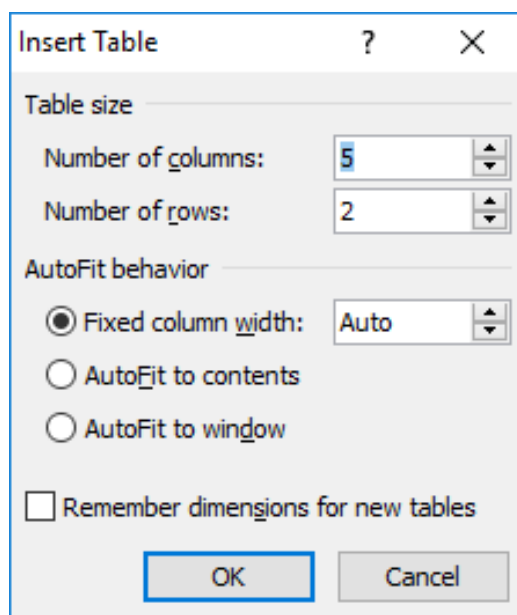 Insert Table ?
Table size
Number of columns: 5
Number of rows: 2
AutoFit behavior
Fixed column width: Auto
AutoFit to contents
AutoFit to window
Remember dimensions for new tables
OK Cancel